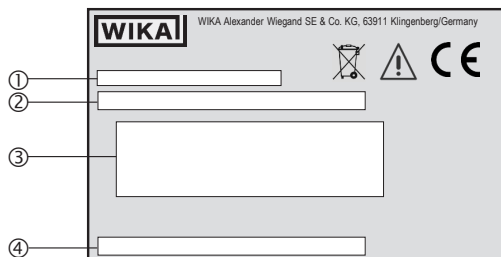 WIKA
WIKA Alexander Wiegand SE & Co. KG, 63911 Klingenberg/Germany
CE
①
②
③
④